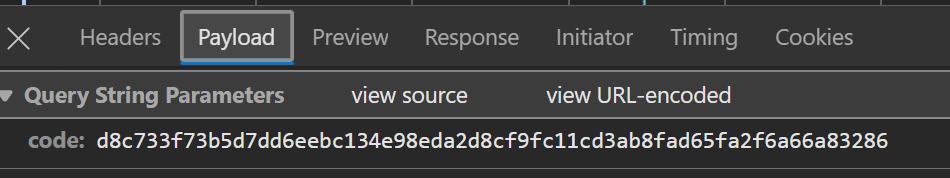 Headers Payload Preview Response Initiator Timing Cookies
Query String Parameters view source view URL-encoded
code: d8c733f73b5d7dd6eebc134e98eda2d8cf9fc11cd3ab8fad65fa2f6a66a83286